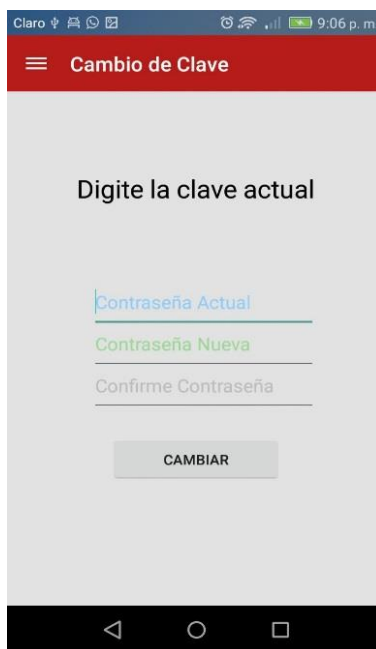 Claro 9:06 p. m
Cambio de Clave
Digite la clave actual
Contraseña Actual
Contraseña Nueva
Confirme Contraseña
CAMBIAR